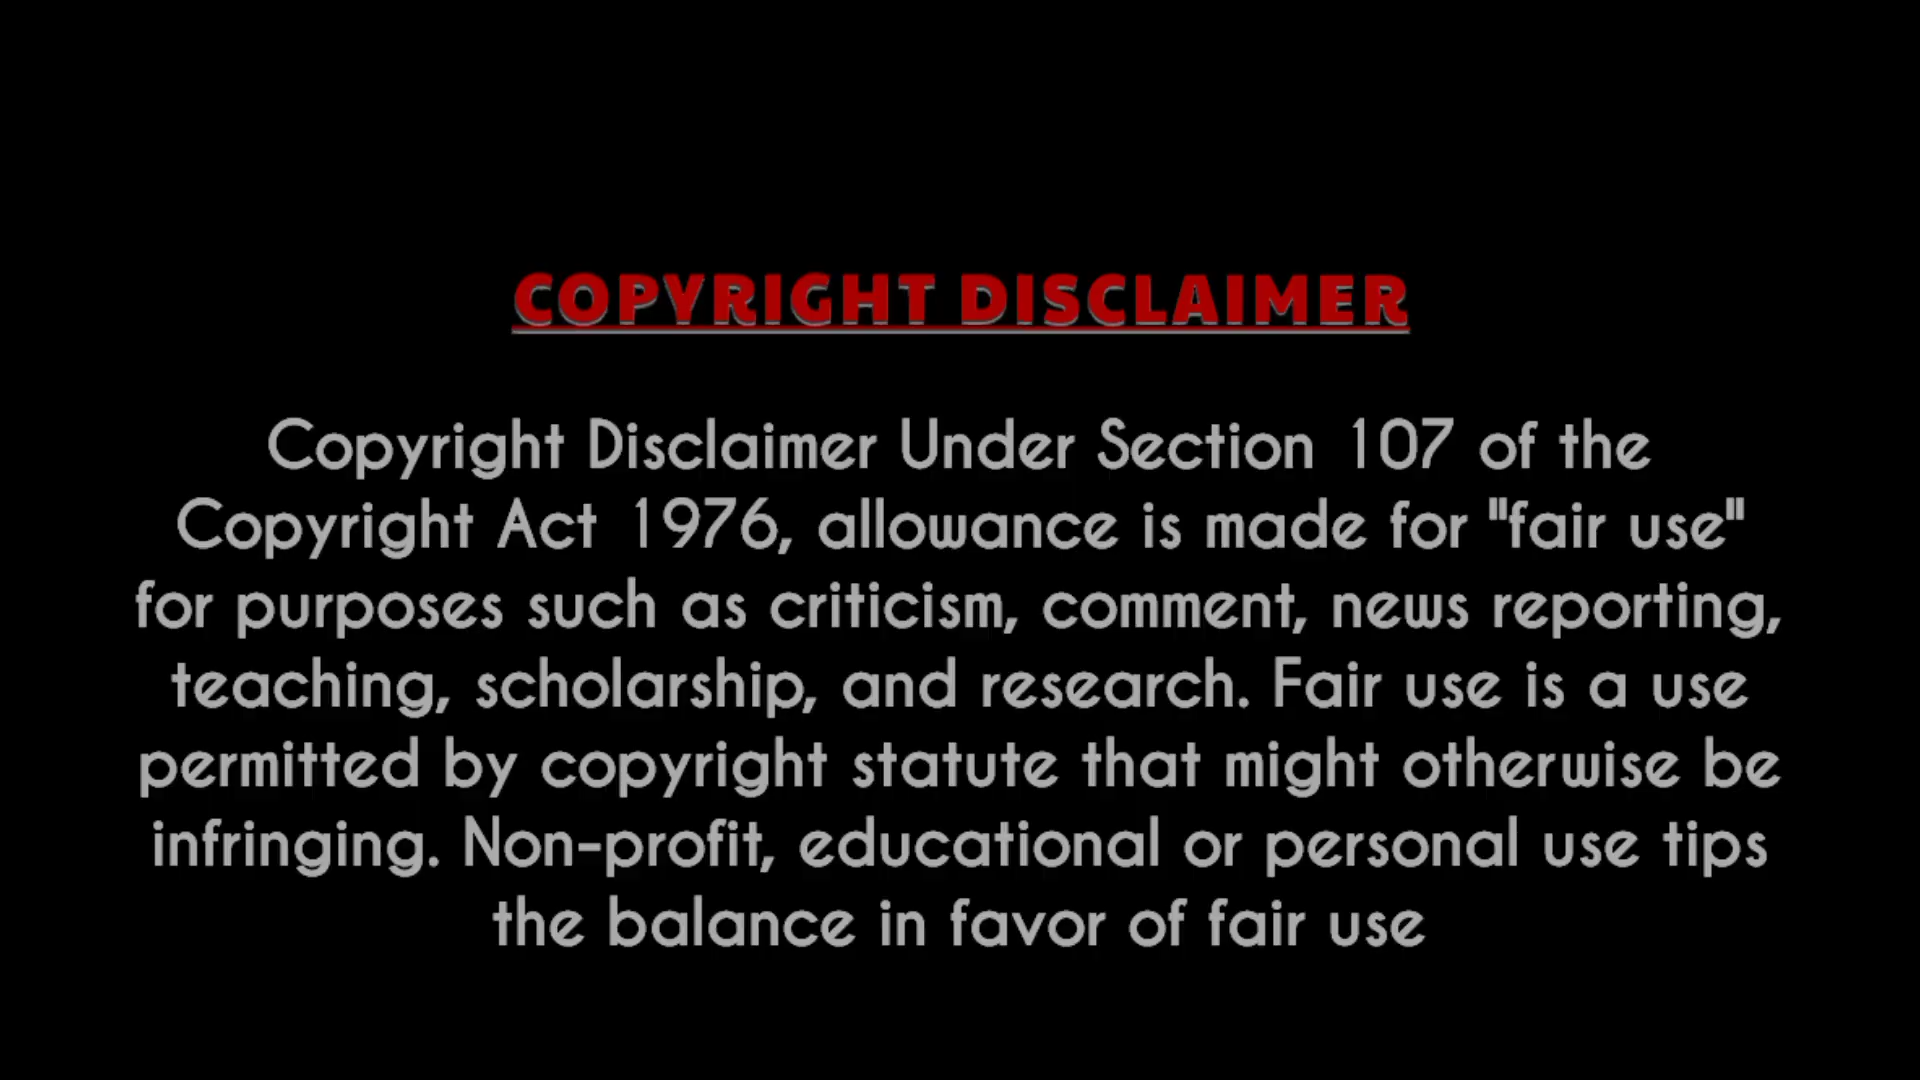 COPYRIGHT DISCLAIMER
Copyright Disclaimer Under Section 107 of the
Copyright Act 1976, allowance is made for "fair use"
for purposes such as criticism, comment, news reporting,
teaching, scholarship, and research. Fair use is a use
permitted by copyright statute that might otherwise be
infringing. Non-profit, educational or personal use tips
the balance in favor of fair use